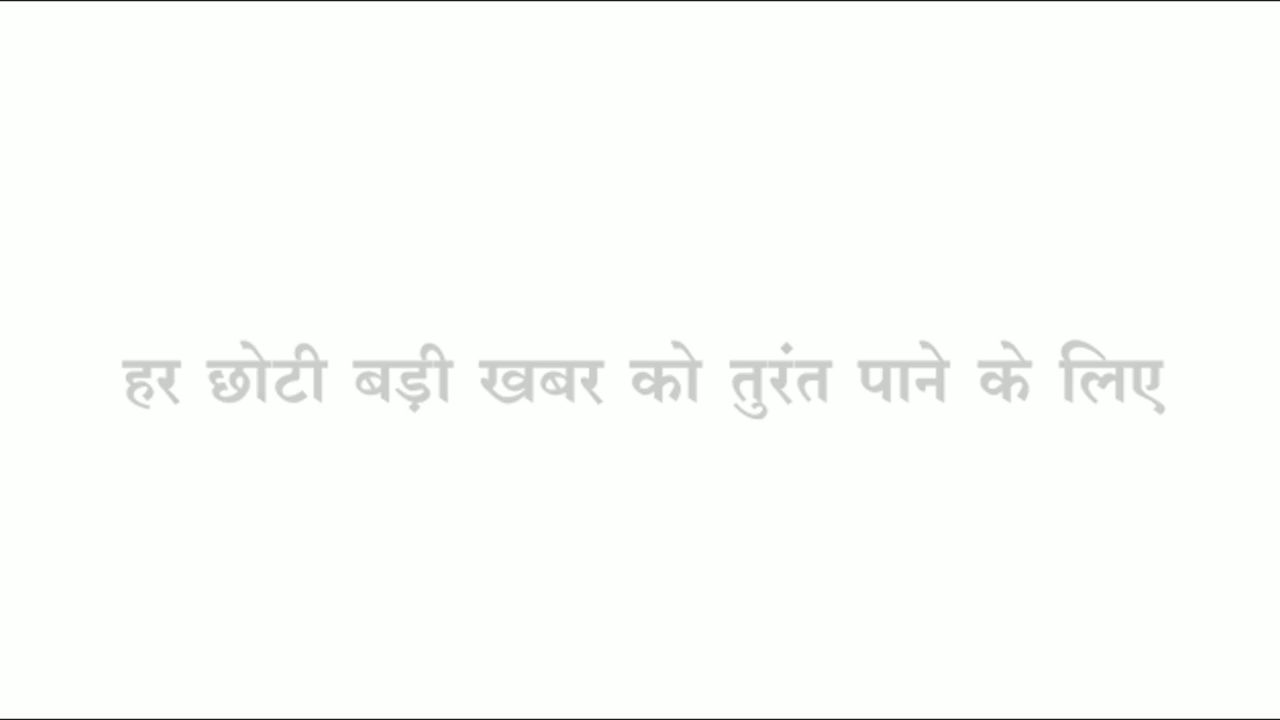 हर छोटी बड़ी खबर को तुरंत पाने के लिए